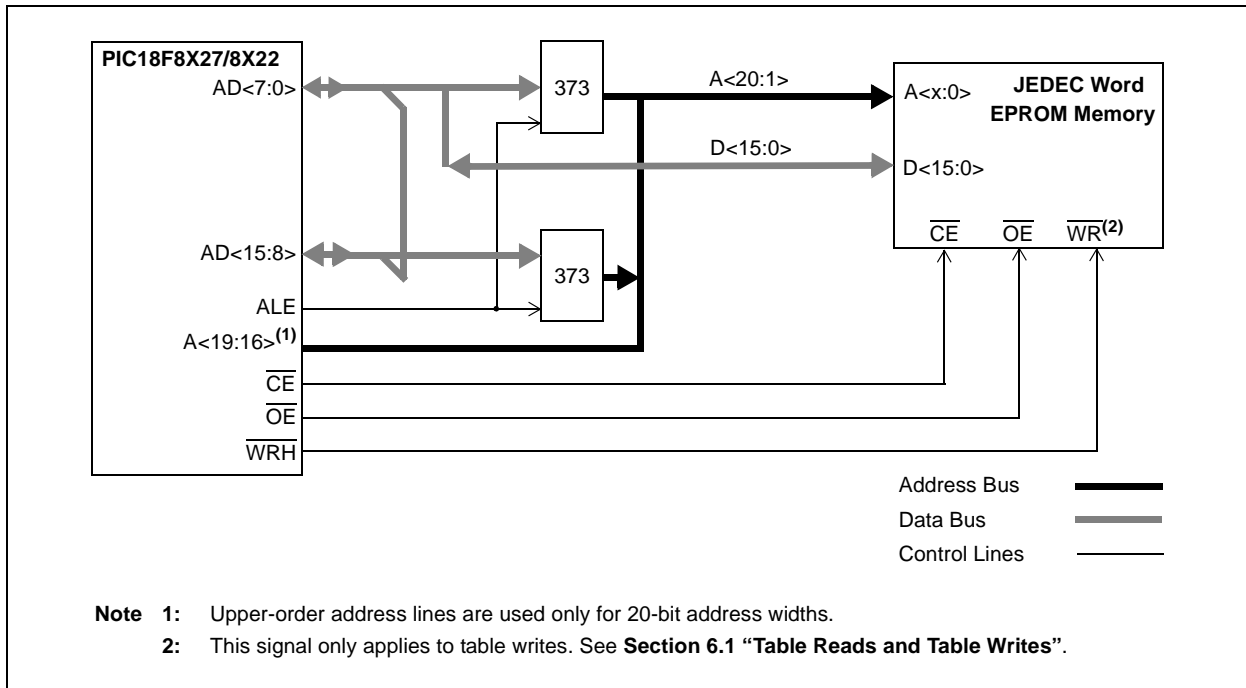 PIC18F8X27/8X22
AD<7:0>
373
A<20:1>
A<x:0>
JEDEC Word
EPROM Memory
D<15:0>
D<15:0>
CE
OE
WR(2)
AD<15:8>
373
ALE
A<19:16>(1)
CE
OE
WRH
Address Bus
Data Bus
Control Lines
Note 1: Upper-order address lines are used only for 20-bit address widths.
2: This signal only applies to table writes. See Section 6.1 “Table Reads and Table Writes”.